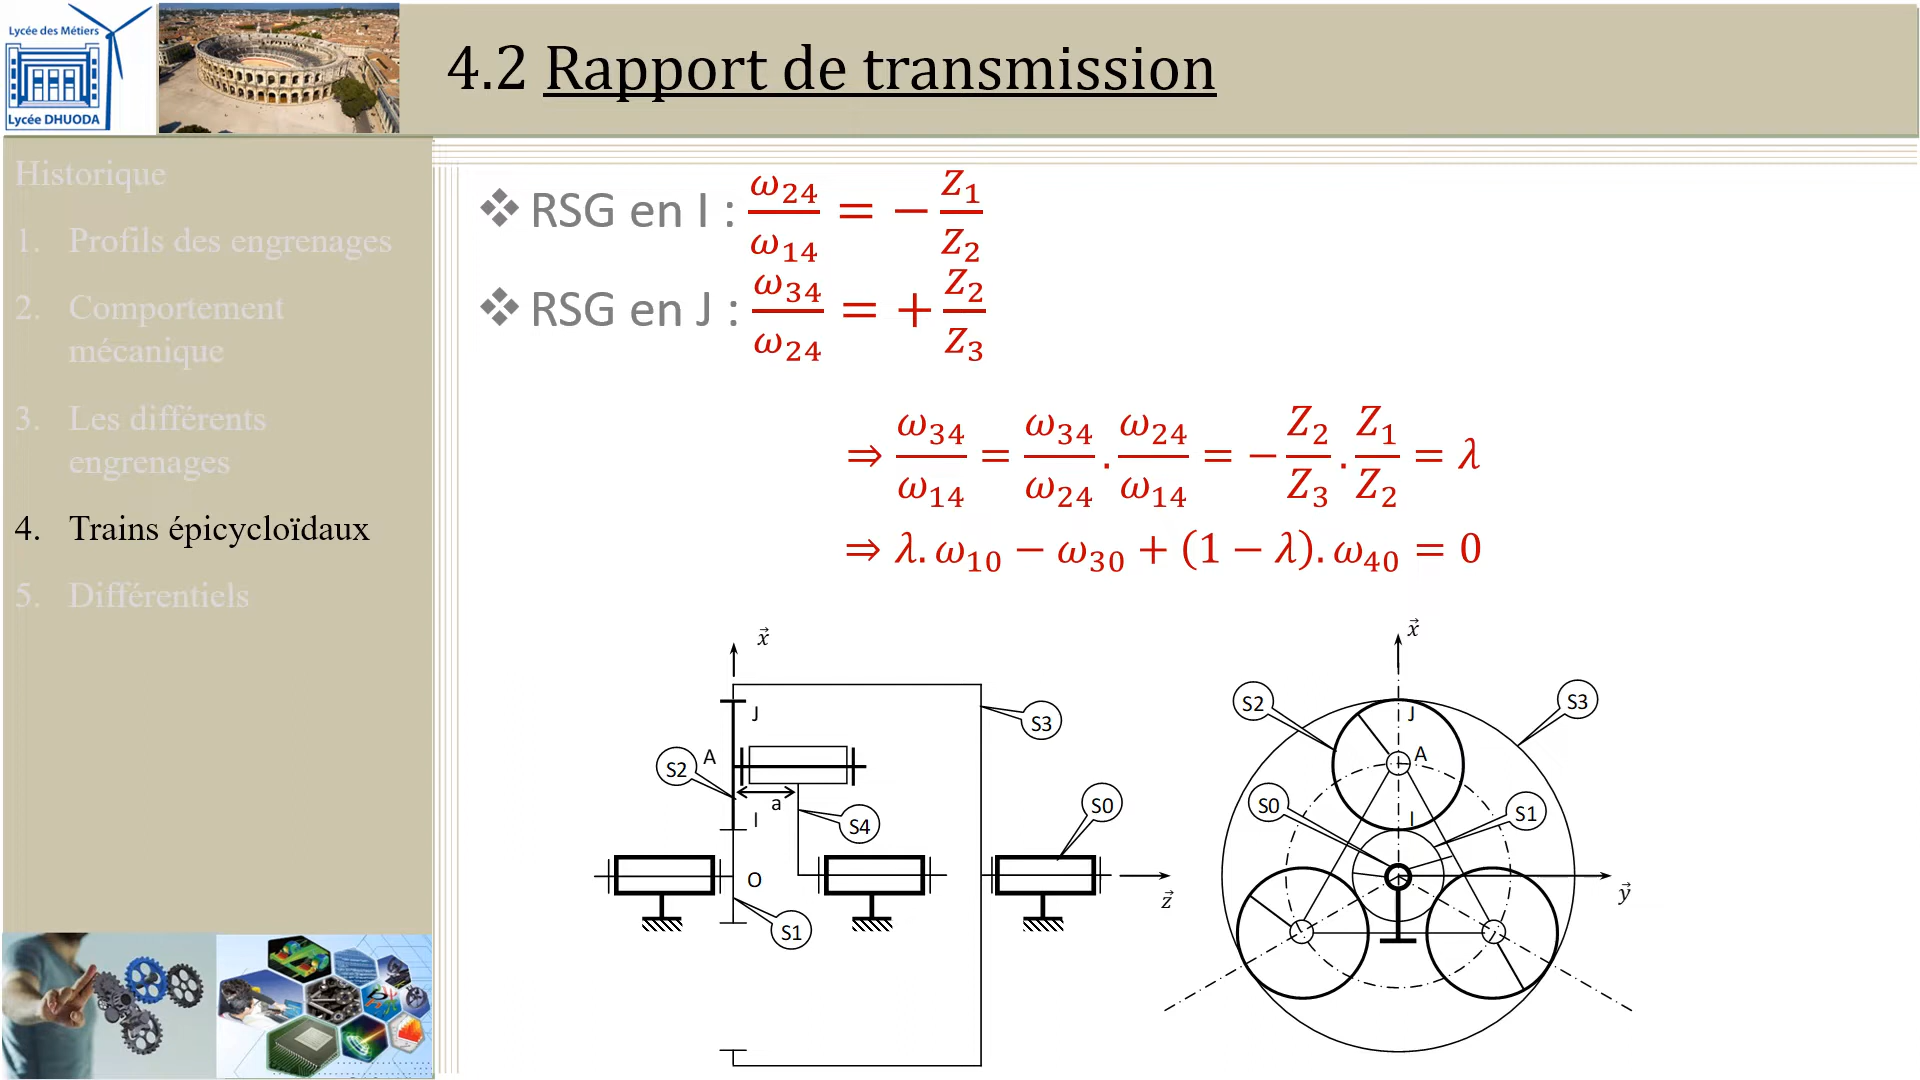 Lycée des Métiers
Lycée DHUODA
4.2 Rapport de transmission
Historique
1. Profils des engrenages
2. Comportement
mécanique
3. Les différents
engrenages
4. Trains épicycloïdaux
5. Différentiels
❖ RSG en I : ω₂₄/ω₁₄ = − Z₁/Z₂
❖ RSG en J : ω₃₄/ω₂₄ = + Z₂/Z₃
⇒ ω₃₄/ω₁₄ = ω₃₄/ω₂₄ . ω₂₄/ω₁₄ = − Z₂/Z₃ . Z₁/Z₂ = λ
⇒ λ. ω₁₀ − ω₃₀ + (1 − λ). ω₄₀ = 0
x⃗
J
S3
A
S2
a
I
S4
S0
O
z⃗
S1
x⃗
S2
S3
J
A
S0
I
S1
y⃗